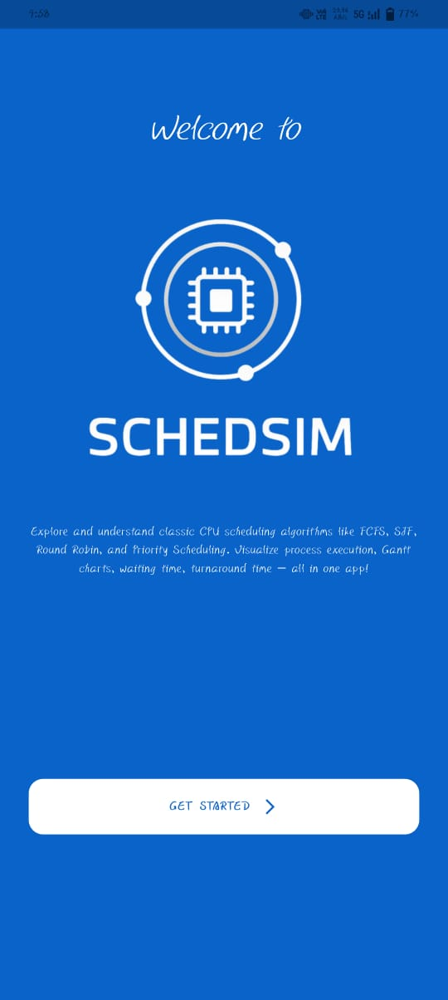 9:58
5G 77%
Welcome to
SCHEDSIM
Explore and understand classic CPU scheduling algorithms like FCFS, SJF,
Round Robin, and Priority Scheduling. Visualize process execution, Gantt
charts, waiting time, turnaround time — all in one app!
GET STARTED